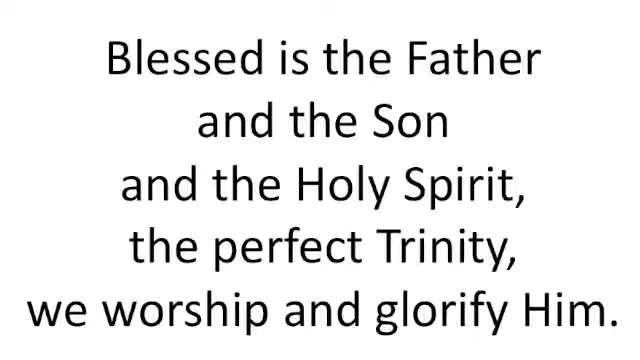 Blessed is the Father
and the Son
and the Holy Spirit,
the perfect Trinity,
we worship and glorify Him.